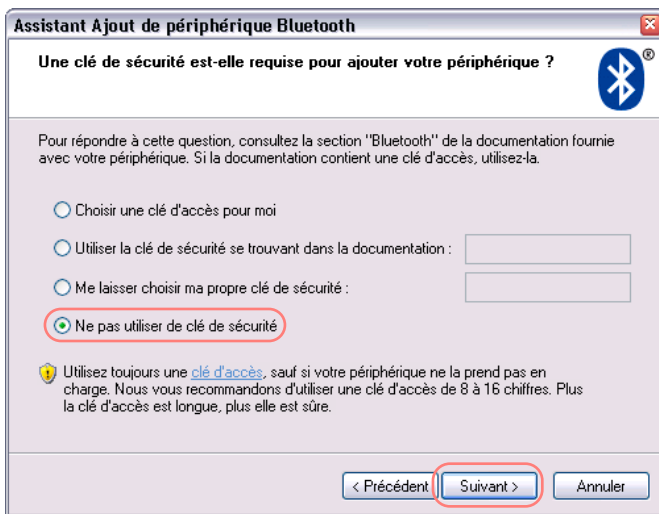 Assistant Ajout de périphérique Bluetooth
Une clé de sécurité est-elle requise pour ajouter votre périphérique ?
®
Pour répondre à cette question, consultez la section "Bluetooth" de la documentation fournie
avec votre périphérique. Si la documentation contient une clé d'accès, utilisez-la.
Choisir une clé d'accès pour moi
Utiliser la clé de sécurité se trouvant dans la documentation :
Me laisser choisir ma propre clé de sécurité :
Ne pas utiliser de clé de sécurité
Utilisez toujours une clé d'accès, sauf si votre périphérique ne la prend pas en
charge. Nous vous recommandons d'utiliser une clé d'accès de 8 à 16 chiffres. Plus
la clé d'accès est longue, plus elle est sûre.
< Précédent Suivant > Annuler